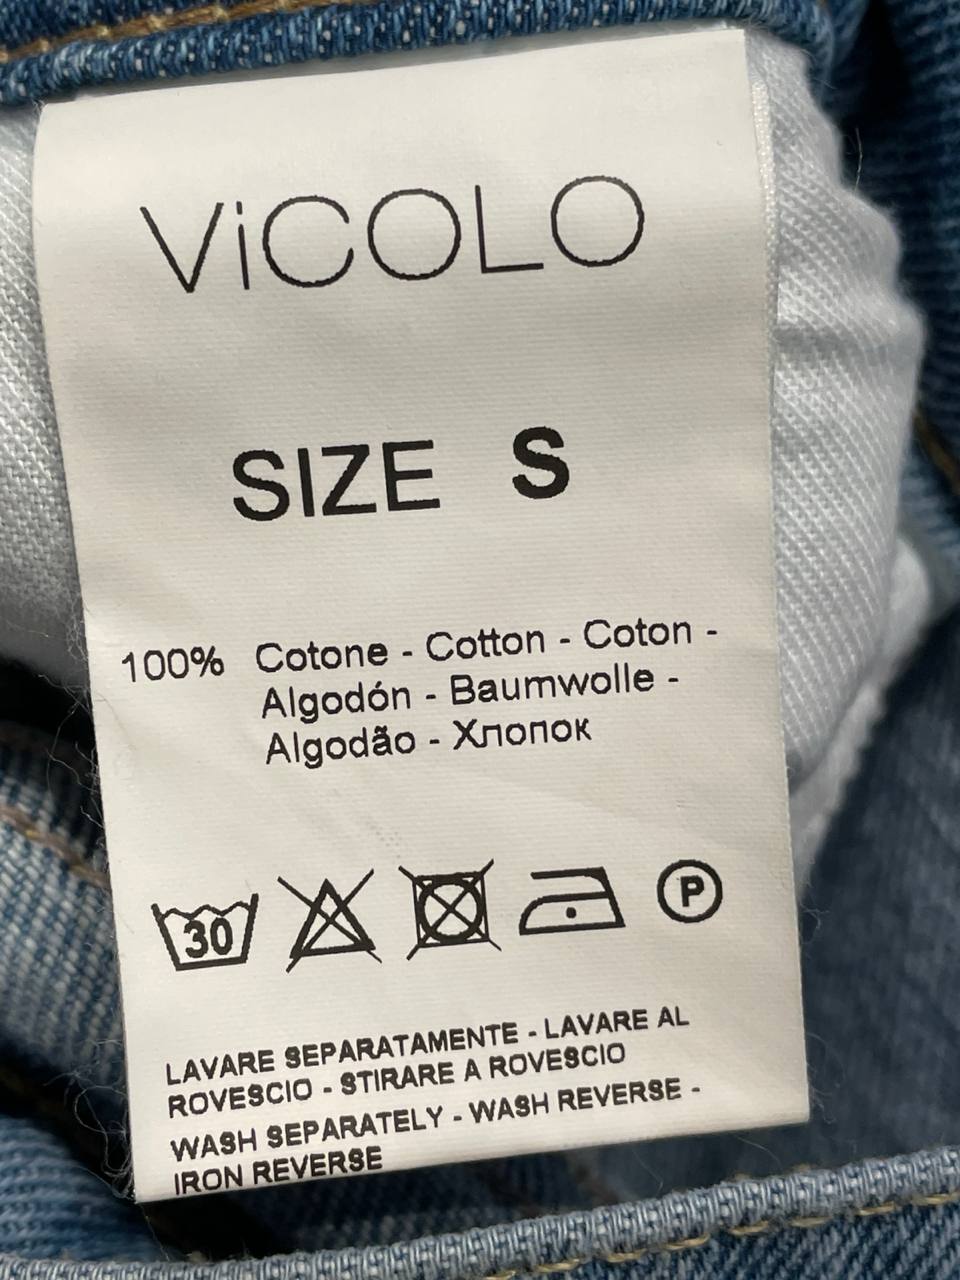 ViCOLO
SIZE S
100% Cotone - Cotton - Coton -
Algodón - Baumwolle -
Algodão - Хлопок
30
P
LAVARE SEPARATAMENTE - LAVARE AL
ROVESCIO - STIRARE A ROVESCIO
WASH SEPARATELY - WASH REVERSE -
IRON REVERSE